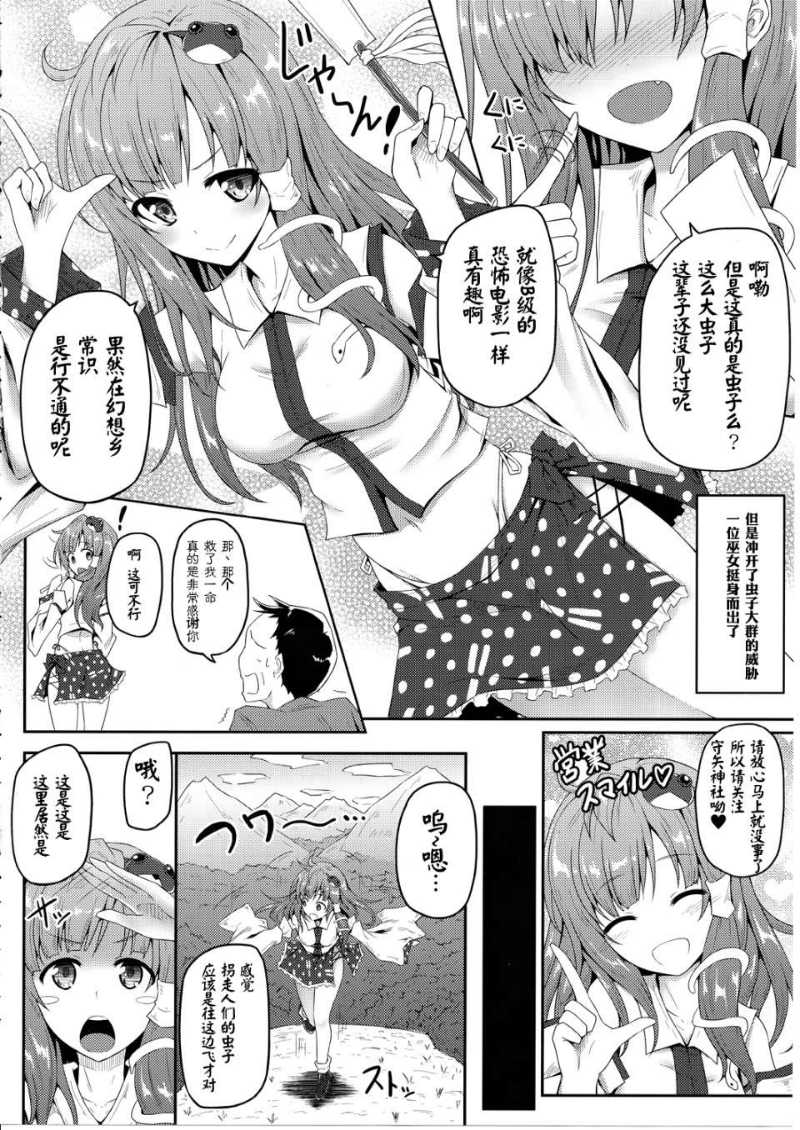 啊嘞
但是这真的是虫子么？
这么大虫子
这辈子还没见过呢
くに
くに
じゃ～ん！
就像B级的
恐怖电影一样
真有趣啊
果然在幻想乡
常识
是行不通的呢
但是冲开了虫子大群的威胁
一位巫女挺身而出了
那、那个
救了我一命
真的是非常感谢你
！
啊 这可不行
请放心马上就没事了
所以请关注
守矢神社呦
♥
営業
スマイル♡
呜～嗯…
フワ～…
感觉
拐走人们的虫子
应该是往这边飞才对
ストッ
哦？
这是这是
这里居然是
サッ